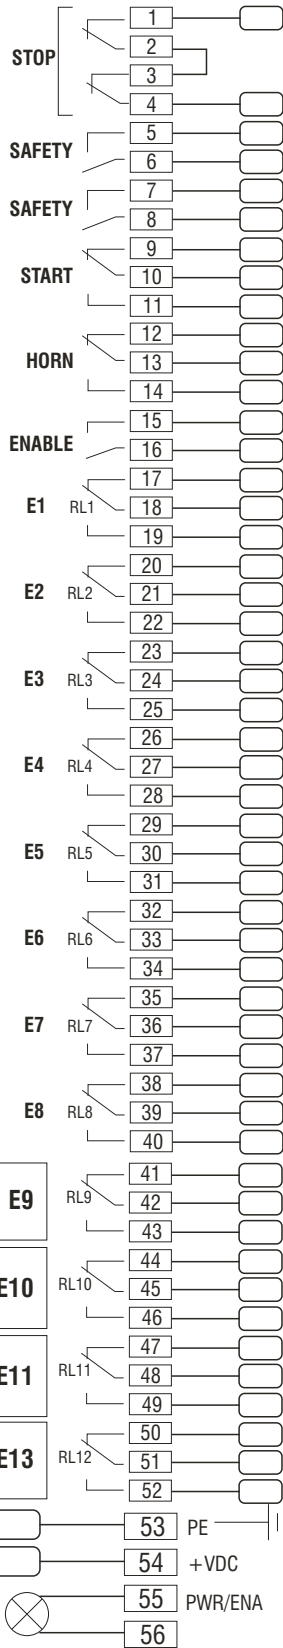 1
STOP
2
3
4
5
SAFETY
6
7
SAFETY
8
9
START
10
11
12
HORN
13
14
15
ENABLE
16
17
E1 RL1 18
19
20
E2 RL2 21
22
23
E3 RL3 24
25
26
E4 RL4 27
28
29
E5 RL5 30
31
32
E6 RL6 33
34
35
E7 RL7 36
37
38
E8 RL8 39
40
41
E9 RL9 42
43
44
E10 RL10 45
46
47
E11 RL11 48
49
50
E13 RL12 51
52
53 PE
54 +VDC
55 PWR/ENA
56